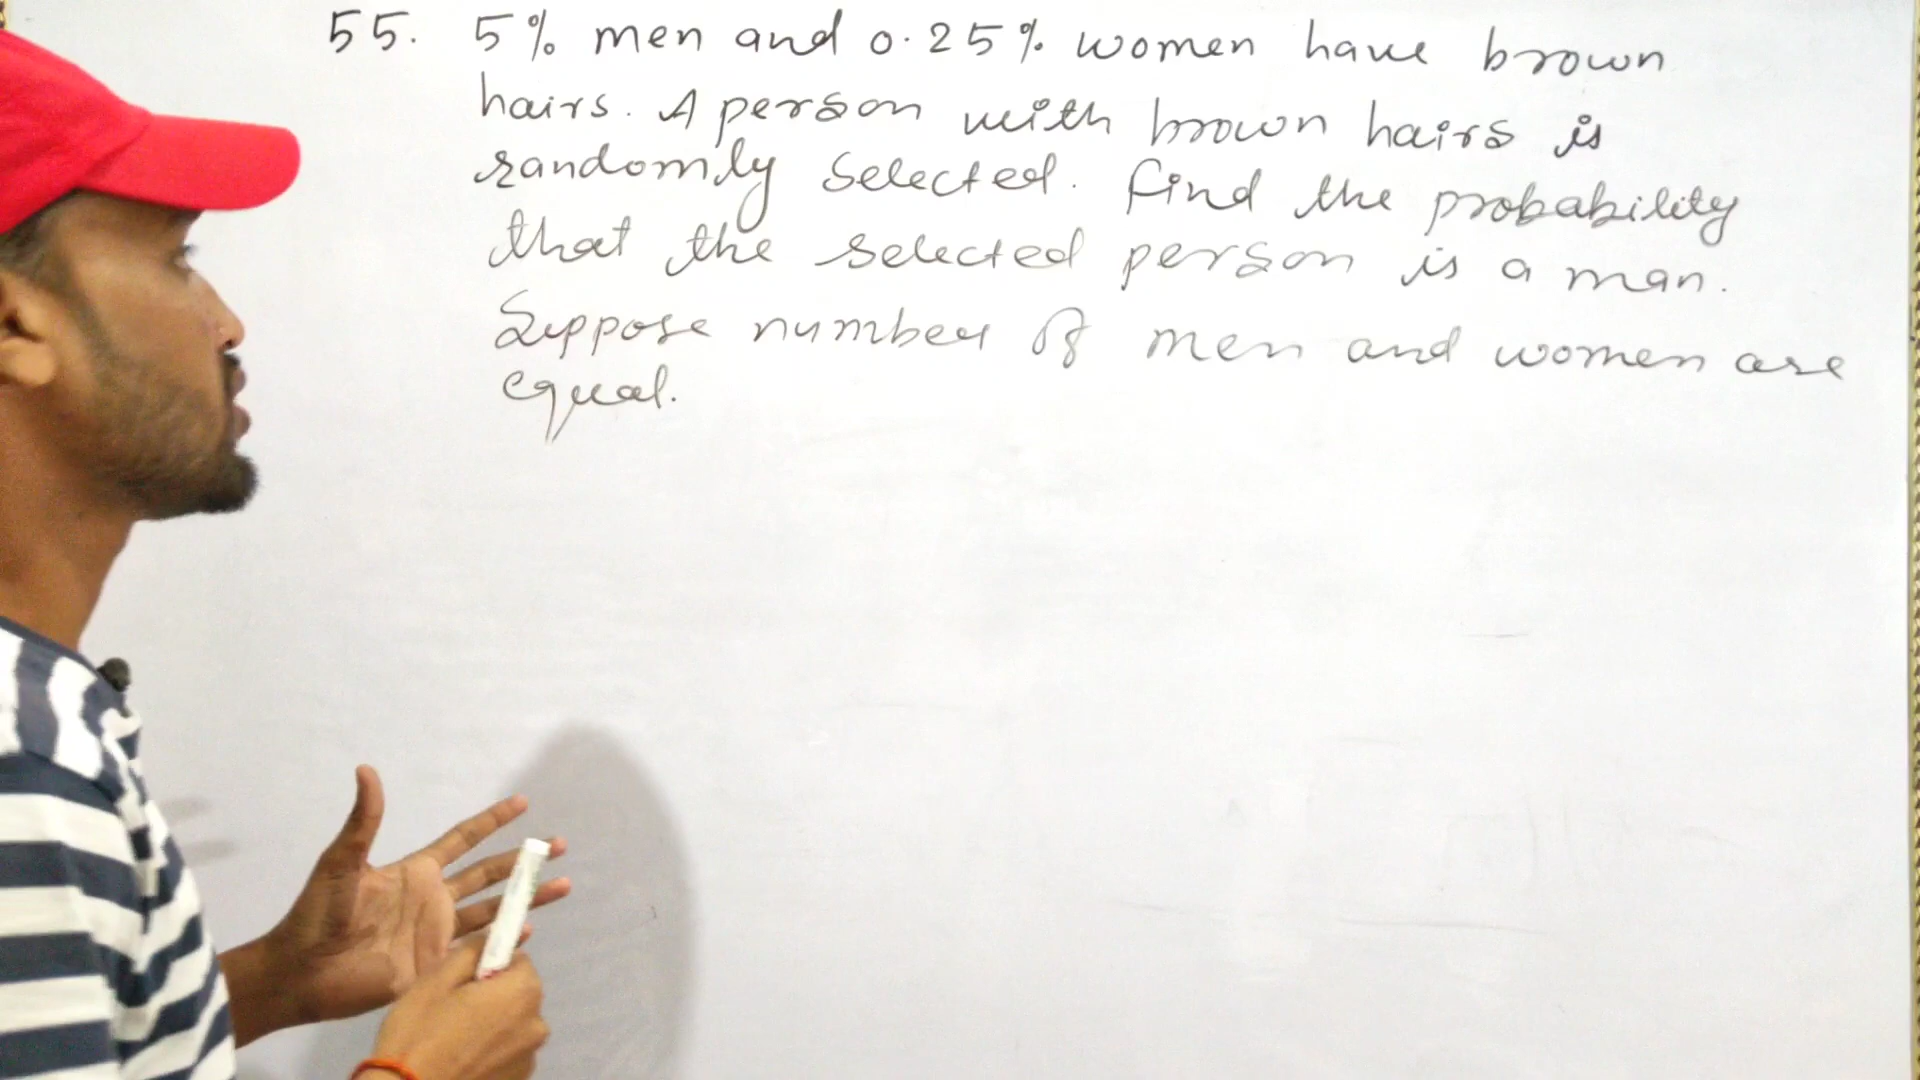 55. 5% men and 0.25% women have brown
hairs. A person with brown hairs is
randomly selected. find the probability
that the selected person is a man.
Suppose number of men and women are
equal.